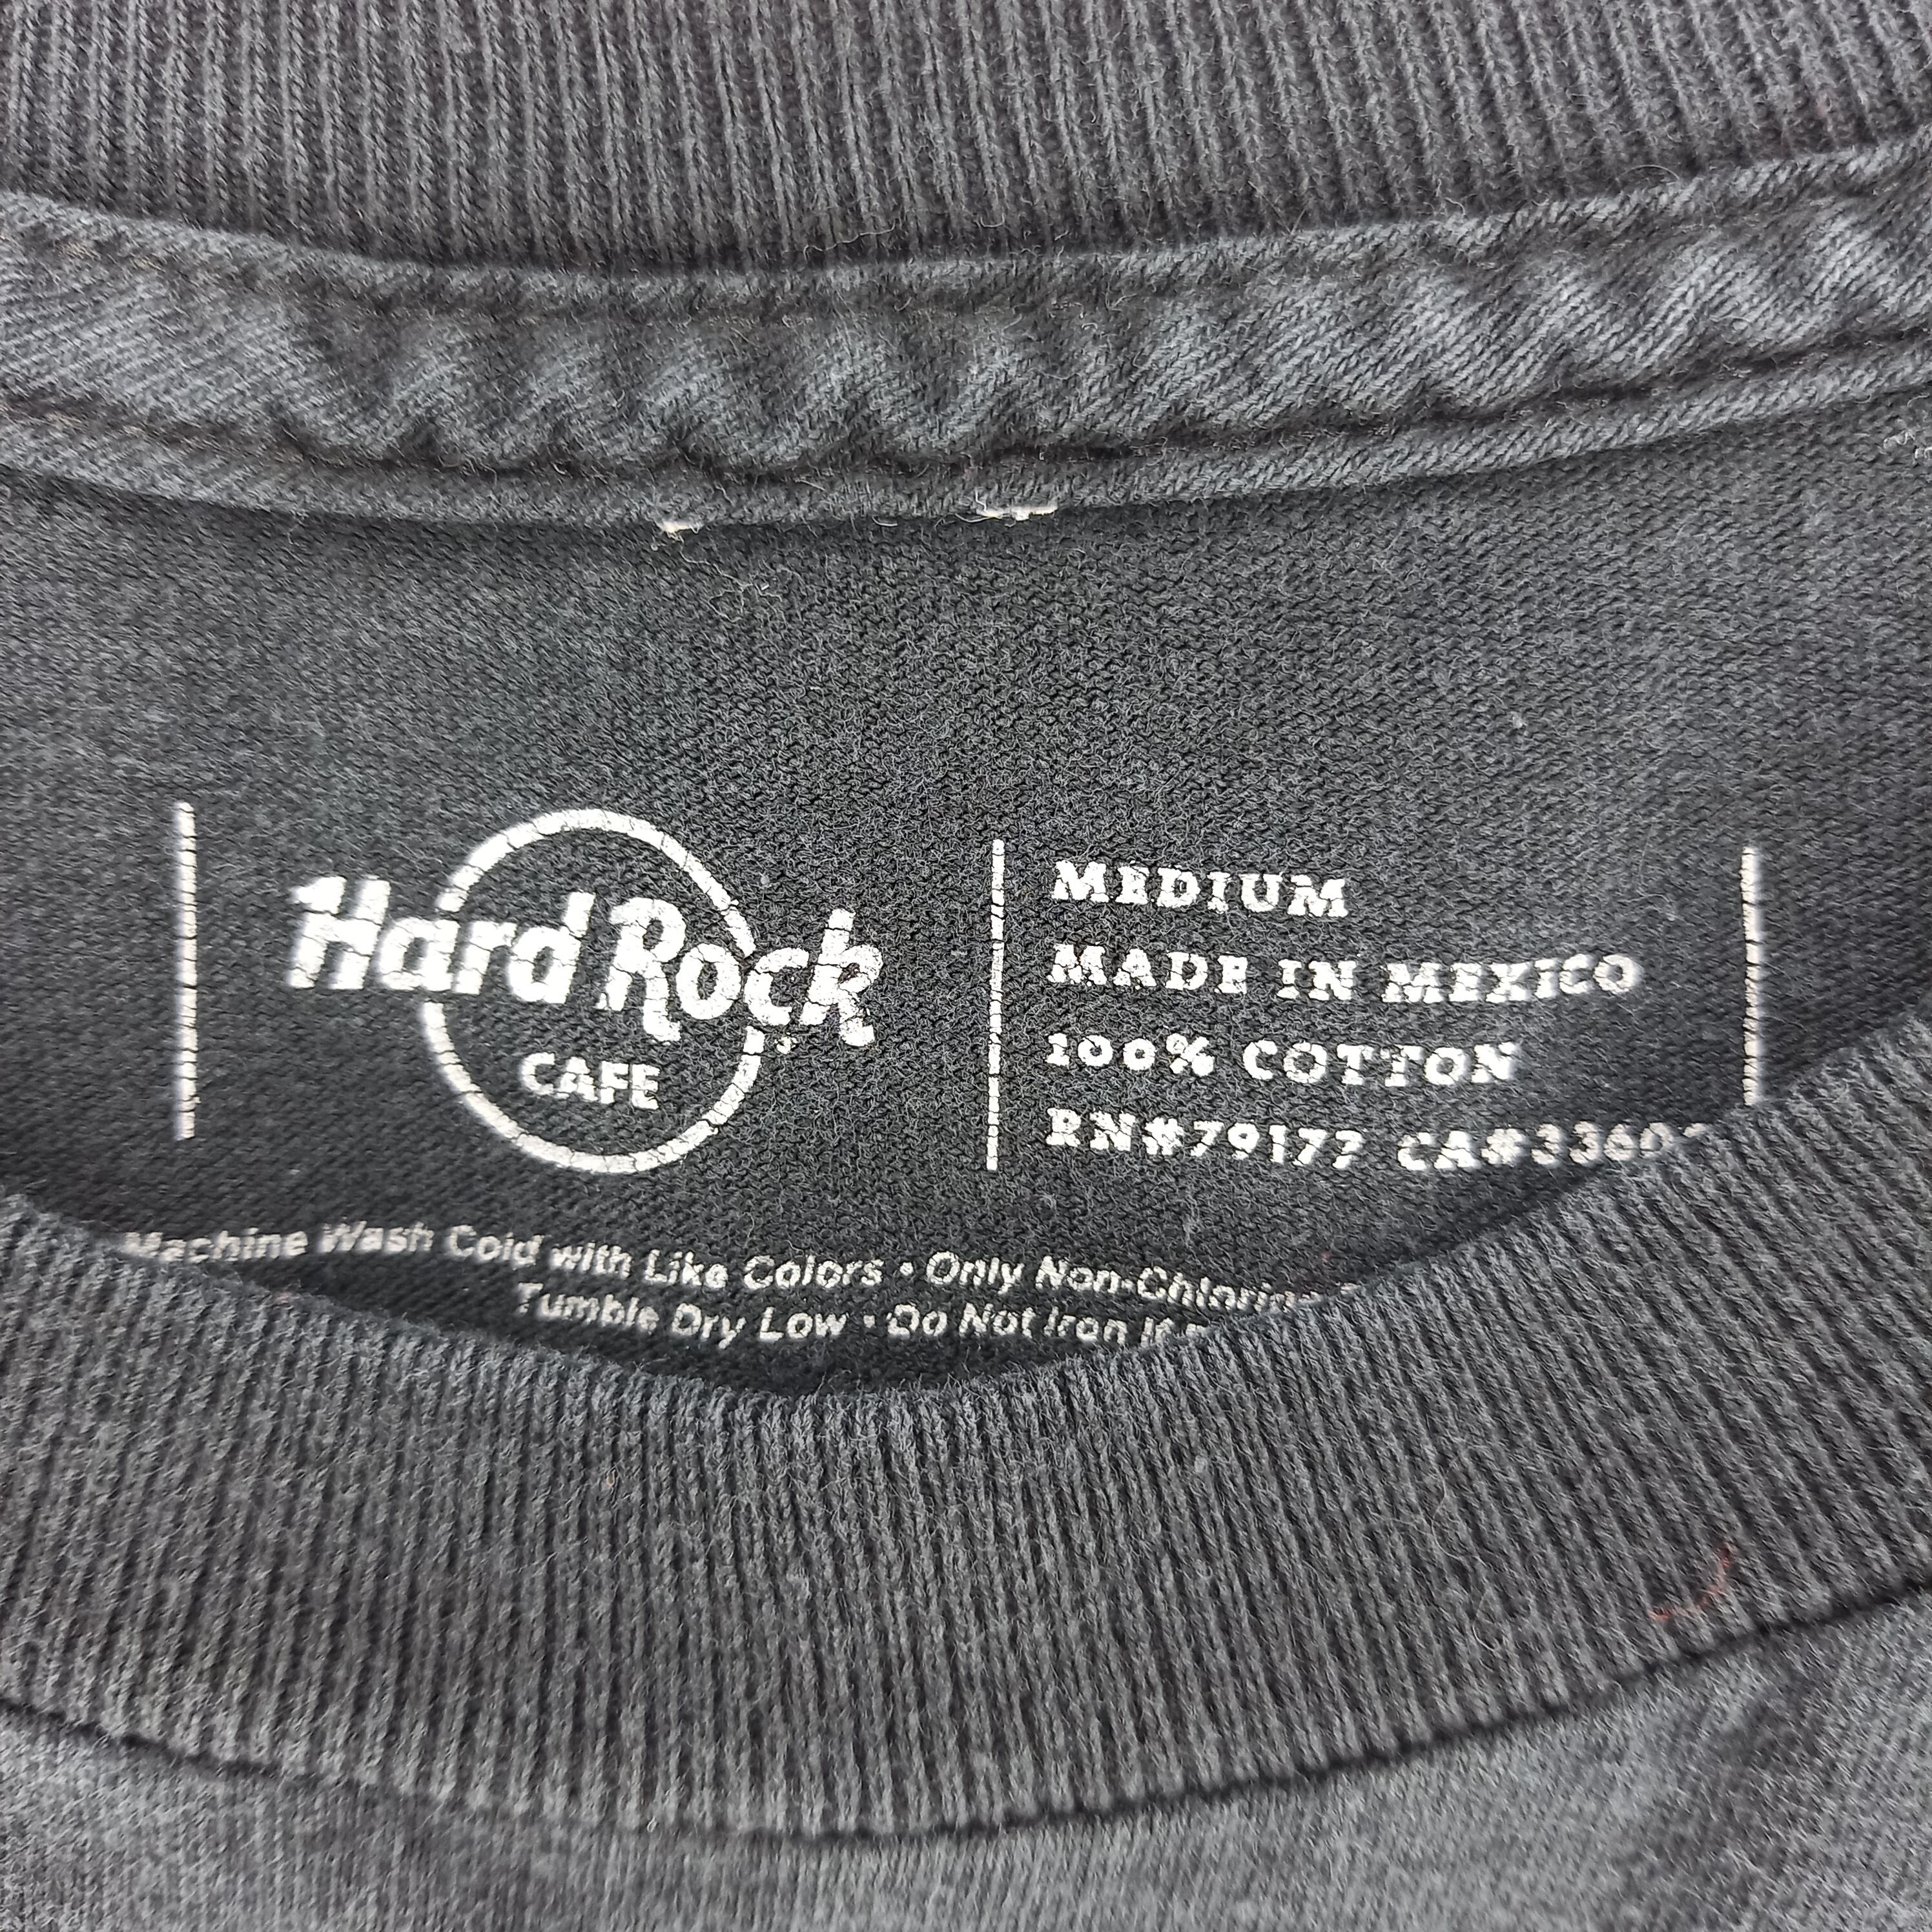 Hard Rock
CAFE
MEDIUM
MADE IN MEXICO
100% COTTON
RN#79177
Machine Wash Cold with Like Colors • Only Non-Chlorine
Tumble Dry Low • Do Not Iron If